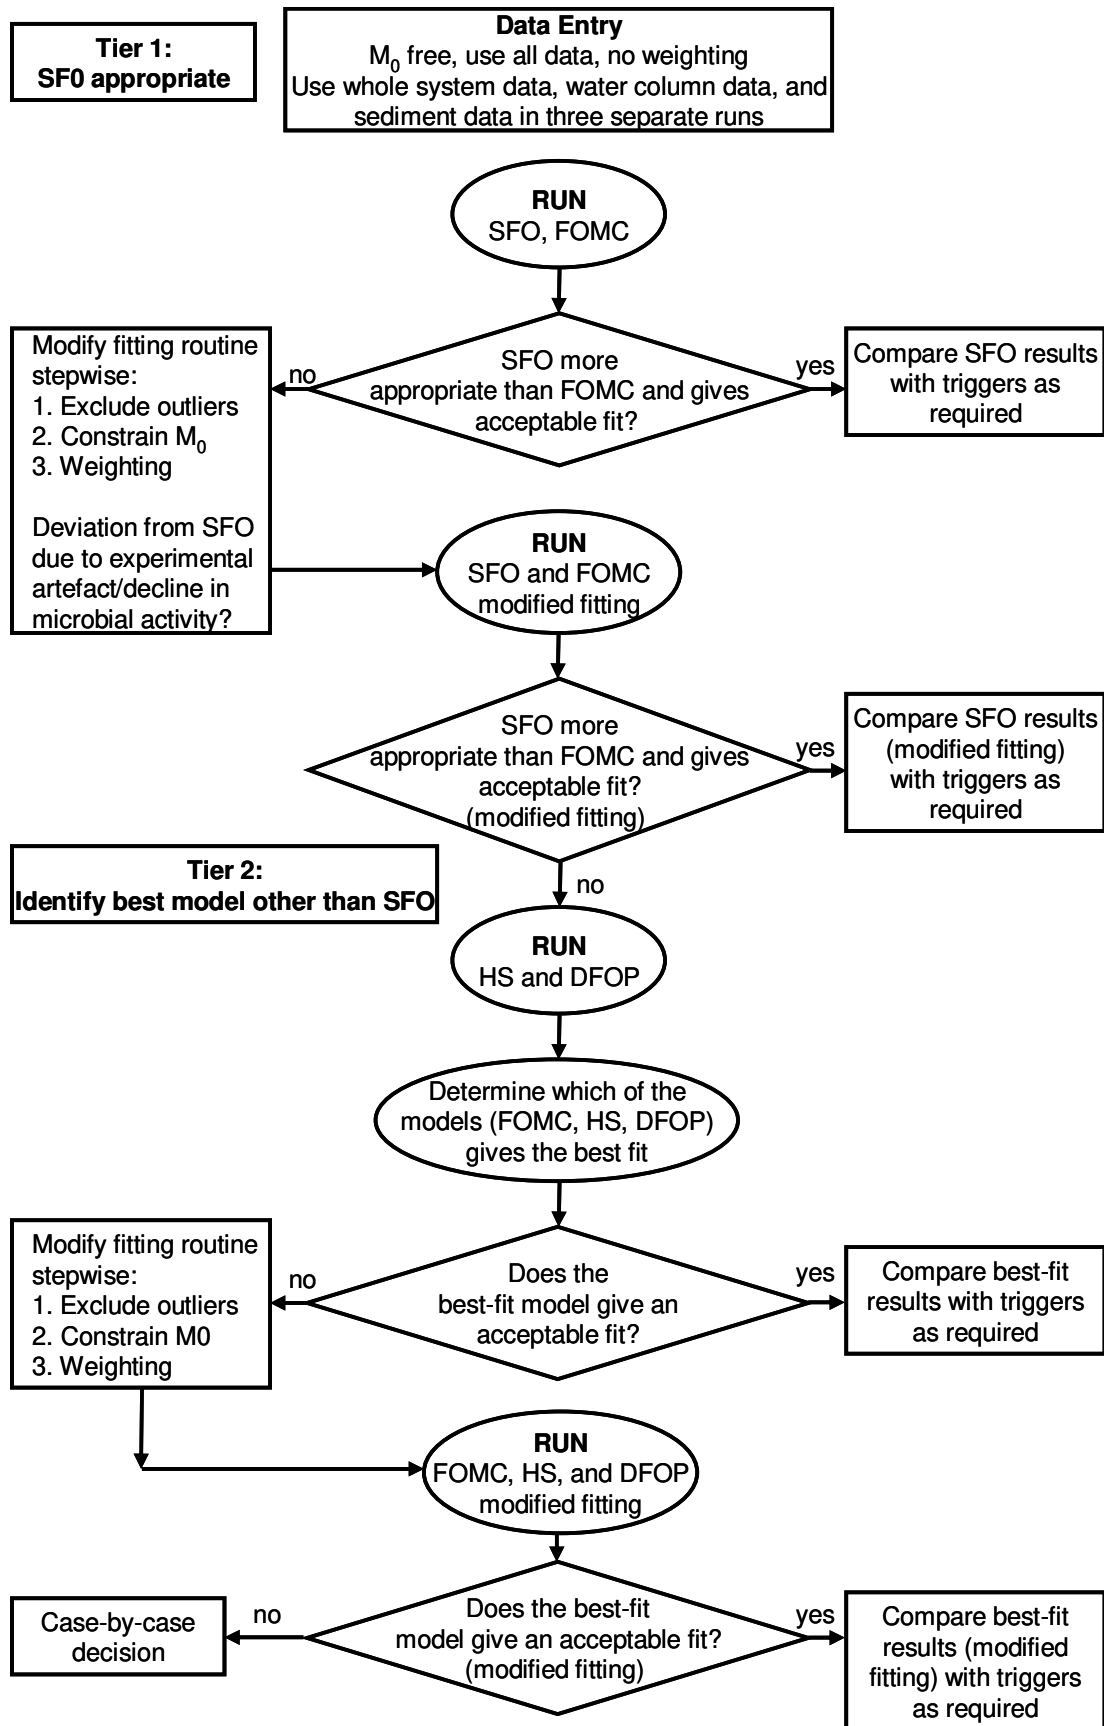 Tier 1:
SF0 appropriate
Data Entry
M0 free, use all data, no weighting
Use whole system data, water column data, and
sediment data in three separate runs
RUN
SFO, FOMC
SFO more
appropriate than FOMC and gives
acceptable fit?
no
yes
Modify fitting routine
stepwise:
1. Exclude outliers
2. Constrain M0
3. Weighting
Deviation from SFO
due to experimental
artefact/decline in
microbial activity?
Compare SFO results
with triggers as
required
RUN
SFO and FOMC
modified fitting
SFO more
appropriate than FOMC and gives
acceptable fit?
(modified fitting)
yes
Compare SFO results
(modified fitting)
with triggers as
required
no
Tier 2:
Identify best model other than SFO
RUN
HS and DFOP
Determine which of the
models (FOMC, HS, DFOP)
gives the best fit
Does the
best-fit model give an
acceptable fit?
no
yes
Modify fitting routine
stepwise:
1. Exclude outliers
2. Constrain M0
3. Weighting
Compare best-fit
results with triggers
as required
RUN
FOMC, HS, and DFOP
modified fitting
Does the best-fit
model give an acceptable fit?
(modified fitting)
no
yes
Case-by-case
decision
Compare best-fit
results (modified
fitting) with triggers
as required